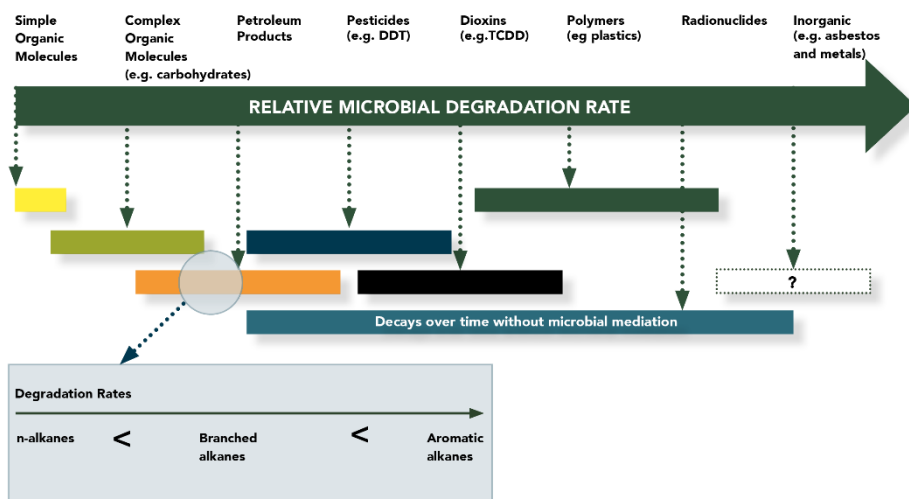 Simple
Organic
Molecules
Complex
Organic
Molecules
(e.g. carbohydrates)
Petroleum
Products
Pesticides
(e.g. DDT)
Dioxins
(e.g.TCDD)
Polymers
(eg plastics)
Radionuclides
Inorganic
(e.g. asbestos
and metals)
RELATIVE MICROBIAL DEGRADATION RATE
?
Decays over time without microbial mediation
Degradation Rates
n-alkanes < Branched < Aromatic
alkanes alkanes